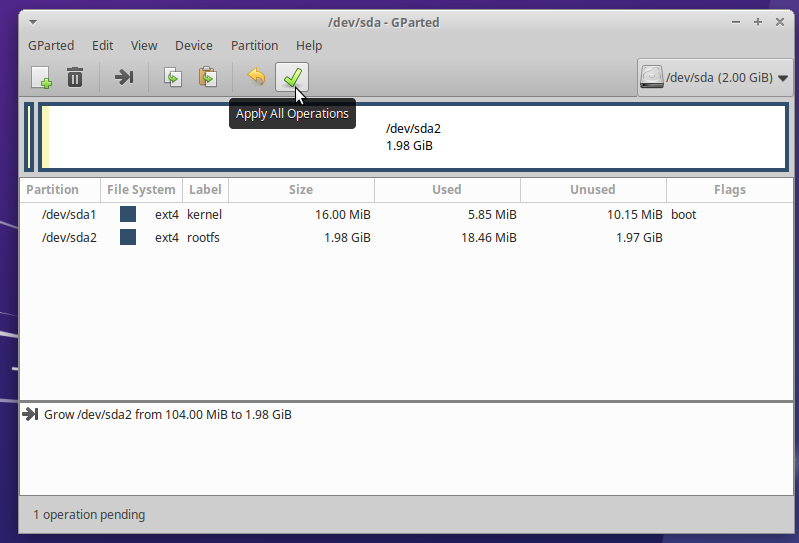 /dev/sda - GParted
GParted Edit View Device Partition Help
/dev/sda (2.00 GiB)
Apply All Operations
/dev/sda2
1.98 GiB
Partition File System Label Size Used Unused Flags
/dev/sda1 ext4 kernel 16.00 MiB 5.85 MiB 10.15 MiB boot
/dev/sda2 ext4 rootfs 1.98 GiB 18.46 MiB 1.97 GiB
Grow /dev/sda2 from 104.00 MiB to 1.98 GiB
1 operation pending